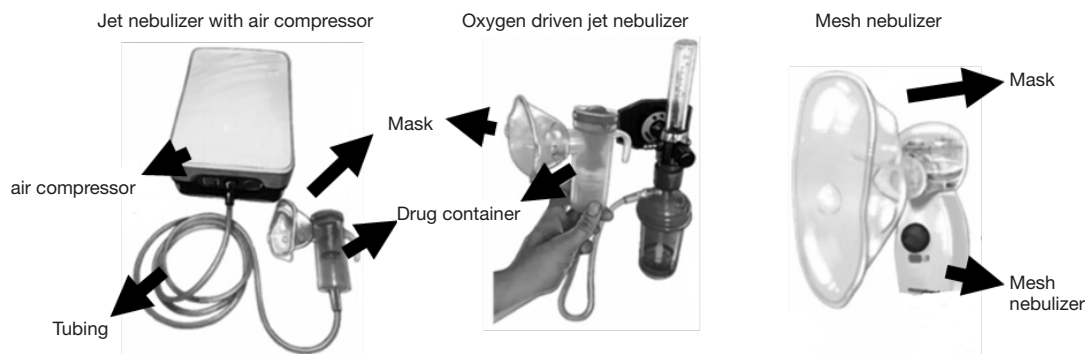 Jet nebulizer with air compressor
Oxygen driven jet nebulizer
Mesh nebulizer
Mask
Mask
air compressor
Drug container
Tubing
Mesh
nebulizer